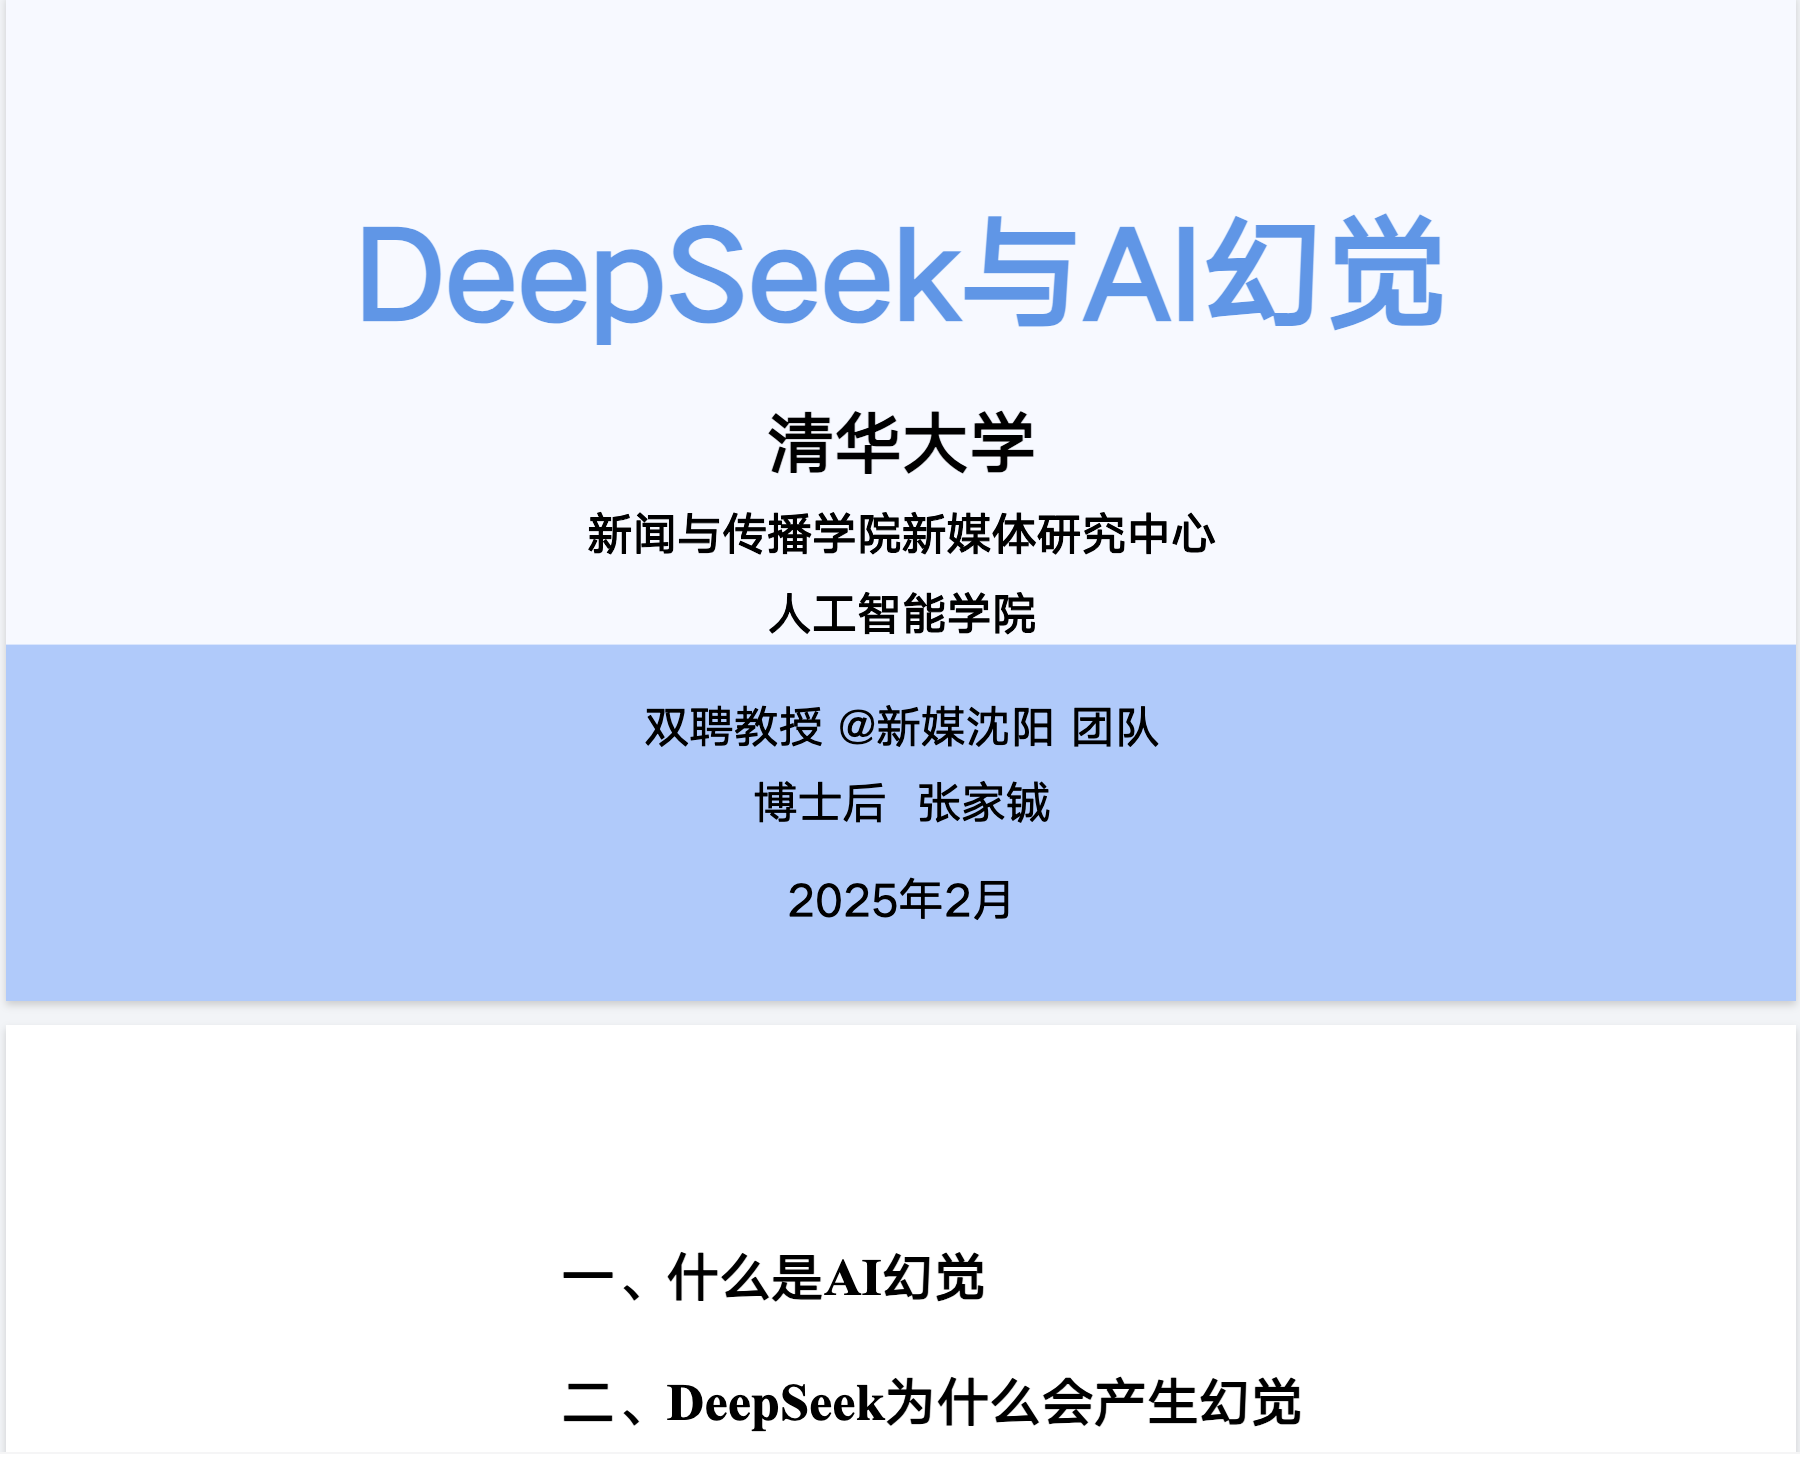 DeepSeek与AI幻觉
清华大学
新闻与传播学院新媒体研究中心
人工智能学院
双聘教授 @新媒沈阳 团队
博士后 张家铖
2025年2月
一、什么是AI幻觉
二、DeepSeek为什么会产生幻觉